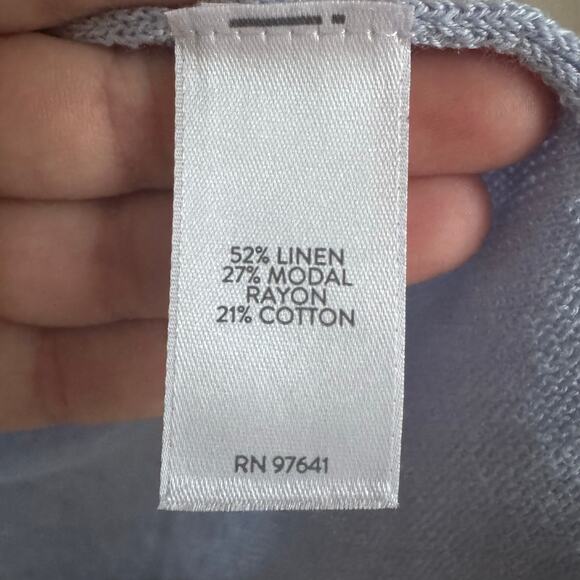 52% LINEN
27% MODAL
RAYON
21% COTTON
RN 97641